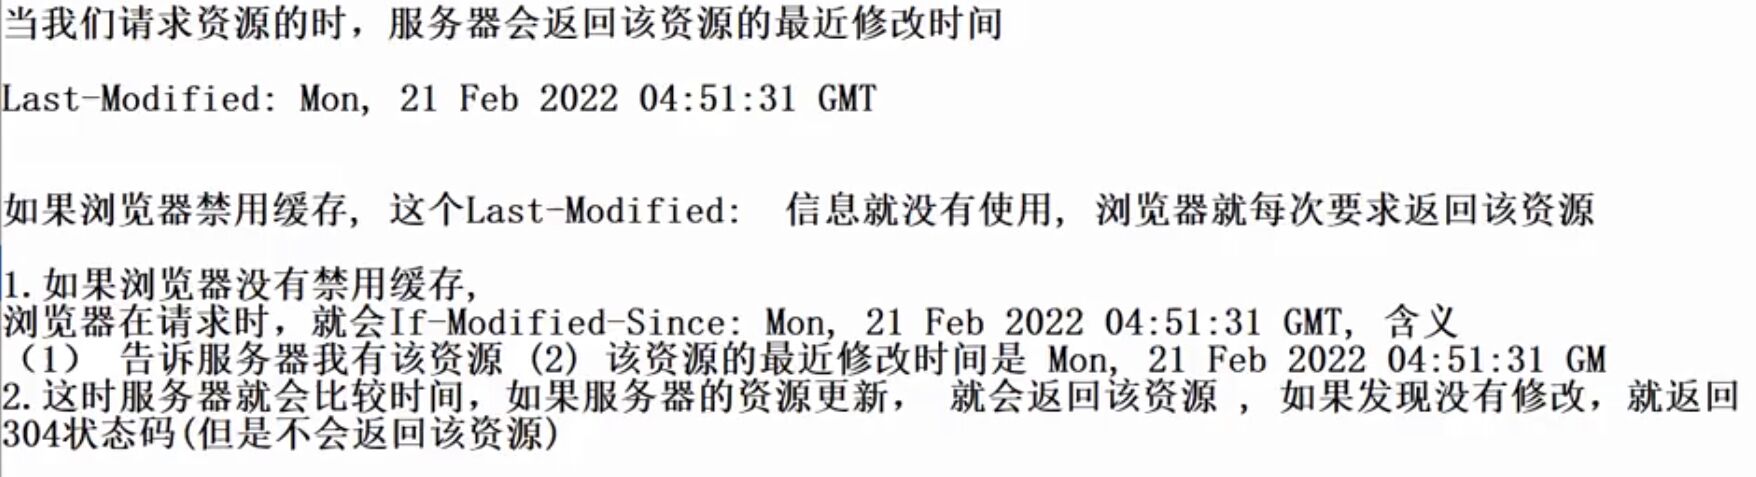 当我们请求资源的时，服务器会返回该资源的最近修改时间
Last-Modified: Mon, 21 Feb 2022 04:51:31 GMT
如果浏览器禁用缓存, 这个Last-Modified:  信息就没有使用, 浏览器就每次要求返回该资源
1.如果浏览器没有禁用缓存,
浏览器在请求时，就会If-Modified-Since: Mon, 21 Feb 2022 04:51:31 GMT, 含义
（1） 告诉服务器我有该资源 (2) 该资源的最近修改时间是 Mon, 21 Feb 2022 04:51:31 GM
2.这时服务器就会比较时间，如果服务器的资源更新， 就会返回该资源 , 如果发现没有修改，就返回
304状态码(但是不会返回该资源)